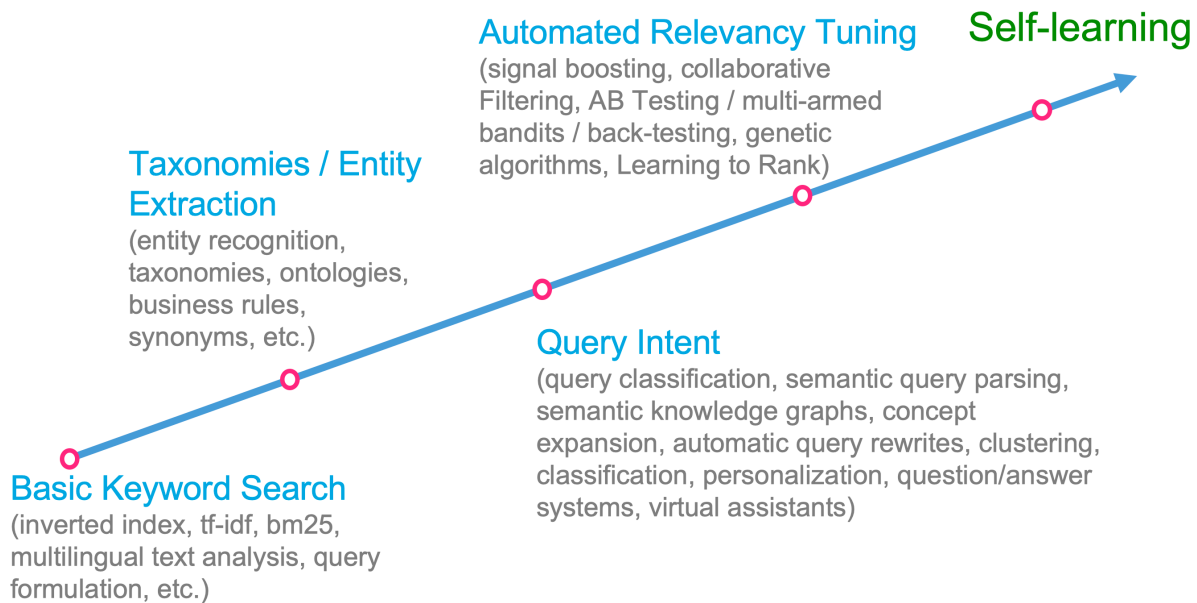 Self-learning
Automated Relevancy Tuning
(signal boosting, collaborative
Filtering, AB Testing / multi-armed
bandits / back-testing, genetic
algorithms, Learning to Rank)
Taxonomies / Entity
Extraction
(entity recognition,
taxonomies, ontologies,
business rules,
synonyms, etc.)
Query Intent
(query classification, semantic query parsing,
semantic knowledge graphs, concept
expansion, automatic query rewrites, clustering,
classification, personalization, question/answer
systems, virtual assistants)
Basic Keyword Search
(inverted index, tf-idf, bm25,
multilingual text analysis, query
formulation, etc.)